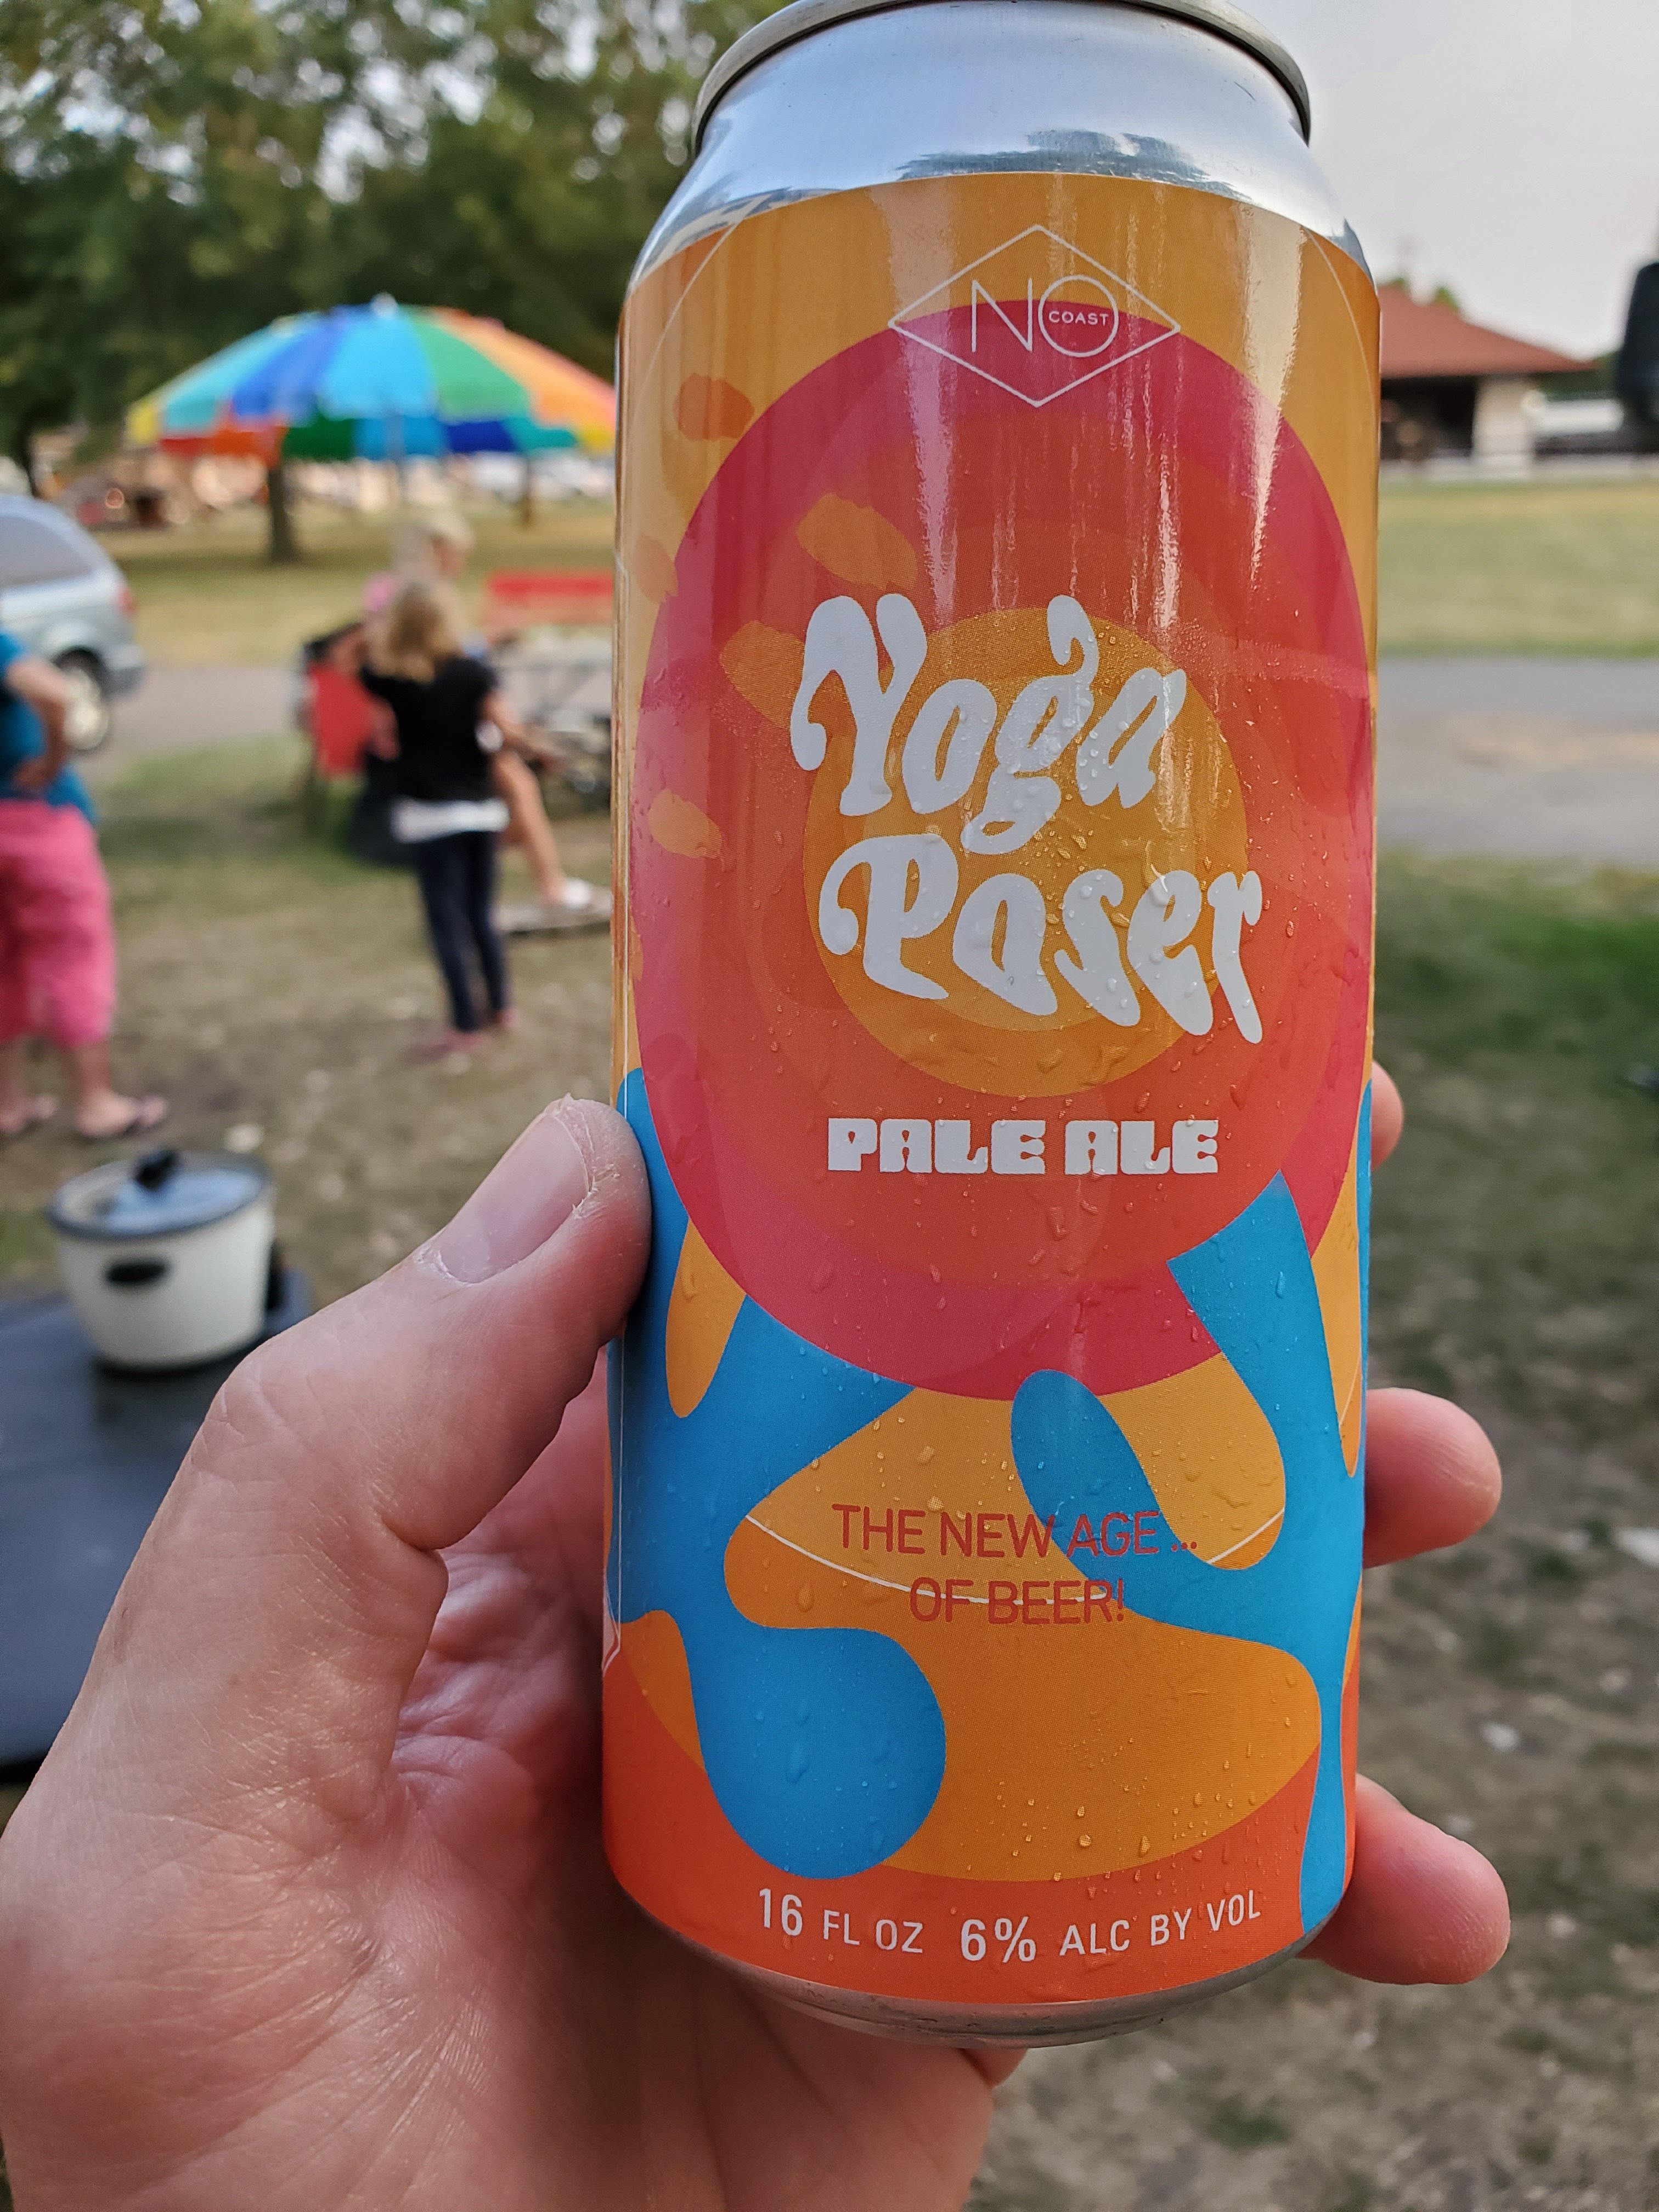 NO
COAST
Yoga
Poser
PALE ALE
THE NEW AGE ...
OF BEER!
16 FL OZ 6% ALC BY VOL